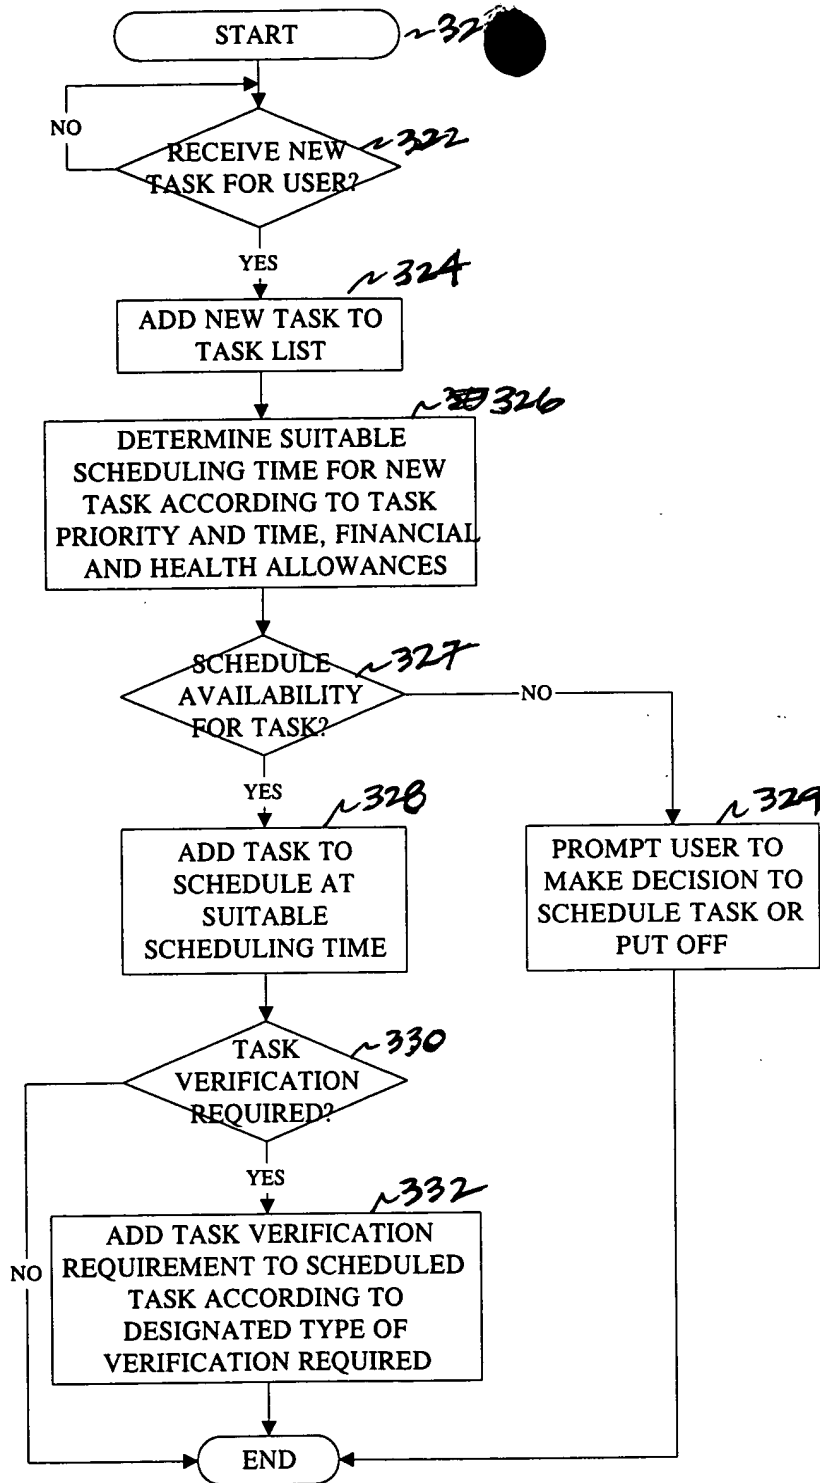 START
~32
NO
~322
RECEIVE NEW
TASK FOR USER?
YES
~324
ADD NEW TASK TO
TASK LIST
~326
DETERMINE SUITABLE
SCHEDULING TIME FOR NEW
TASK ACCORDING TO TASK
PRIORITY AND TIME, FINANCIAL
AND HEALTH ALLOWANCES
~327
SCHEDULE
AVAILABILITY
FOR TASK?
NO
YES
~328
ADD TASK TO
SCHEDULE AT
SUITABLE
SCHEDULING TIME
~329
PROMPT USER TO
MAKE DECISION TO
SCHEDULE TASK OR
PUT OFF
~330
TASK
VERIFICATION
REQUIRED?
YES
~332
ADD TASK VERIFICATION
REQUIREMENT TO SCHEDULED
TASK ACCORDING TO
DESIGNATED TYPE OF
VERIFICATION REQUIRED
NO
END